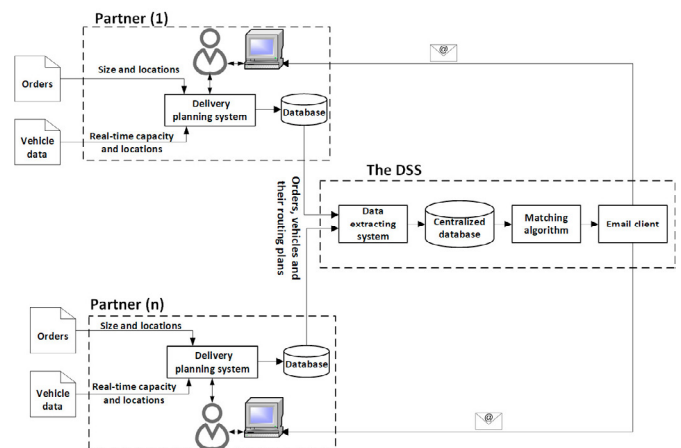 Partner (1)
Orders
Size and locations
Vehicle
data
Real-time capacity
and locations
Delivery
planning system
Database
@
Orders, vehicles and
their routing plans
The DSS
Data
extracting
system
Centralized
database
Matching
algorithm
Email client
Partner (n)
Orders
Size and locations
Vehicle
data
Real-time capacity
and locations
Delivery
planning system
Database
@